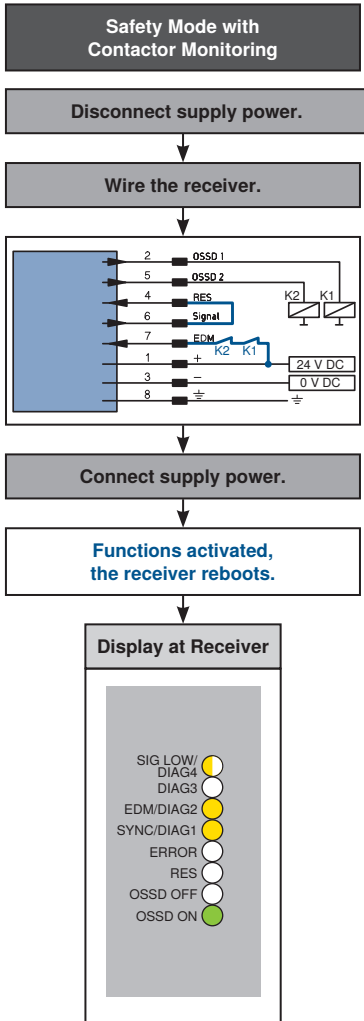 Safety Mode with
Contactor Monitoring
Disconnect supply power.
Wire the receiver.
2 OSSD 1
5 OSSD 2
4 RES
K2 K1
6 Signal
7 EDM
K2 K1
1 + 24 V DC
3 – 0 V DC
8
Connect supply power.
Functions activated,
the receiver reboots.
Display at Receiver
SIG LOW/
DIAG4
DIAG3
EDM/DIAG2
SYNC/DIAG1
ERROR
RES
OSSD OFF
OSSD ON